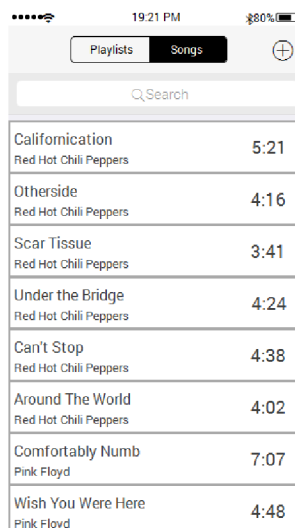 19:21 PM
80%
Playlists Songs
Search
Californication
5:21
Red Hot Chili Peppers
Otherside
4:16
Red Hot Chili Peppers
Scar Tissue
3:41
Red Hot Chili Peppers
Under the Bridge
4:24
Red Hot Chili Peppers
Can't Stop
4:38
Red Hot Chili Peppers
Around The World
4:02
Red Hot Chili Peppers
Comfortably Numb
7:07
Pink Floyd
Wish You Were Here
4:48
Pink Floyd